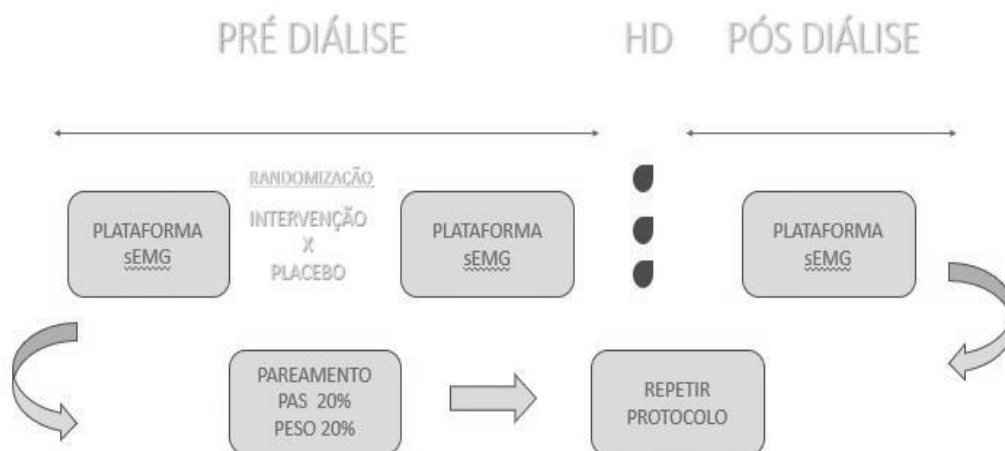 PRÉ DIÁLISE
HD
PÓS DIÁLISE
RANDOMIZAÇÃO
PLATAFORMA
sEMG
INTERVENÇÃO
X
PLACEBO
PLATAFORMA
sEMG
PLATAFORMA
sEMG
PAREAMENTO
PAS 20%
PESO 20%
REPETIR
PROTOCOLO